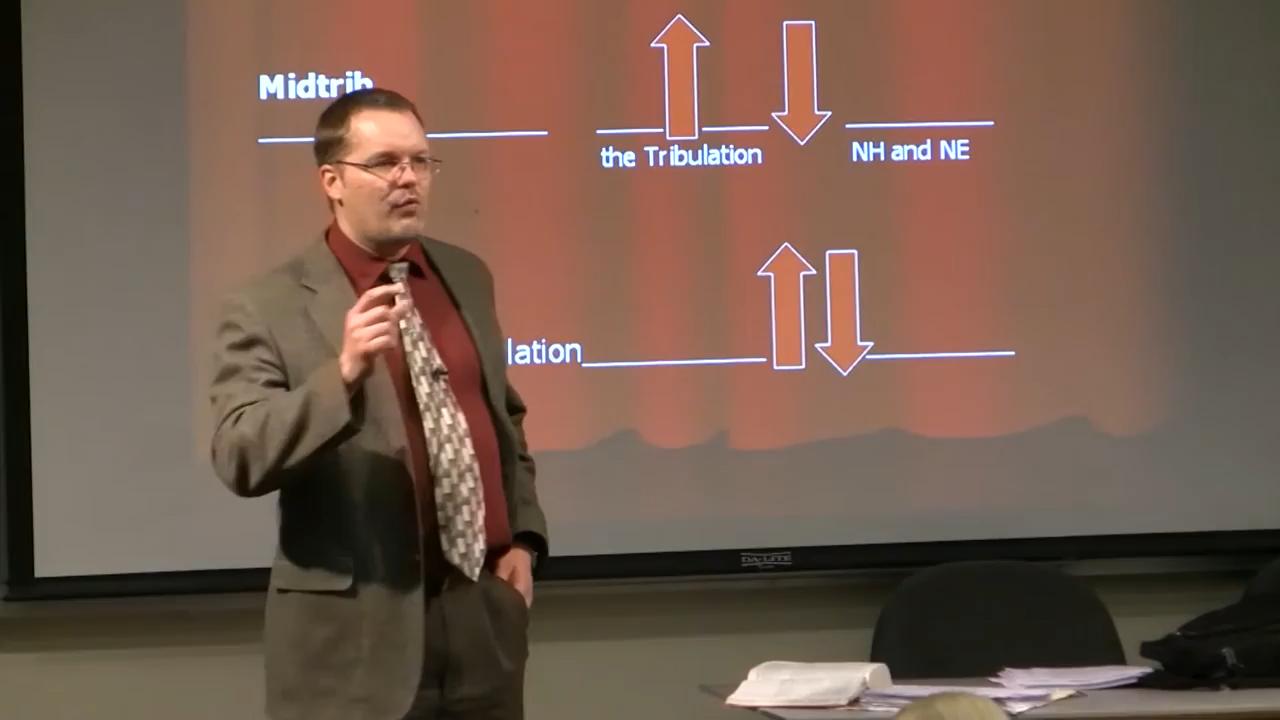 Midtrib
the Tribulation
NH and NE
lation
DA-LITE